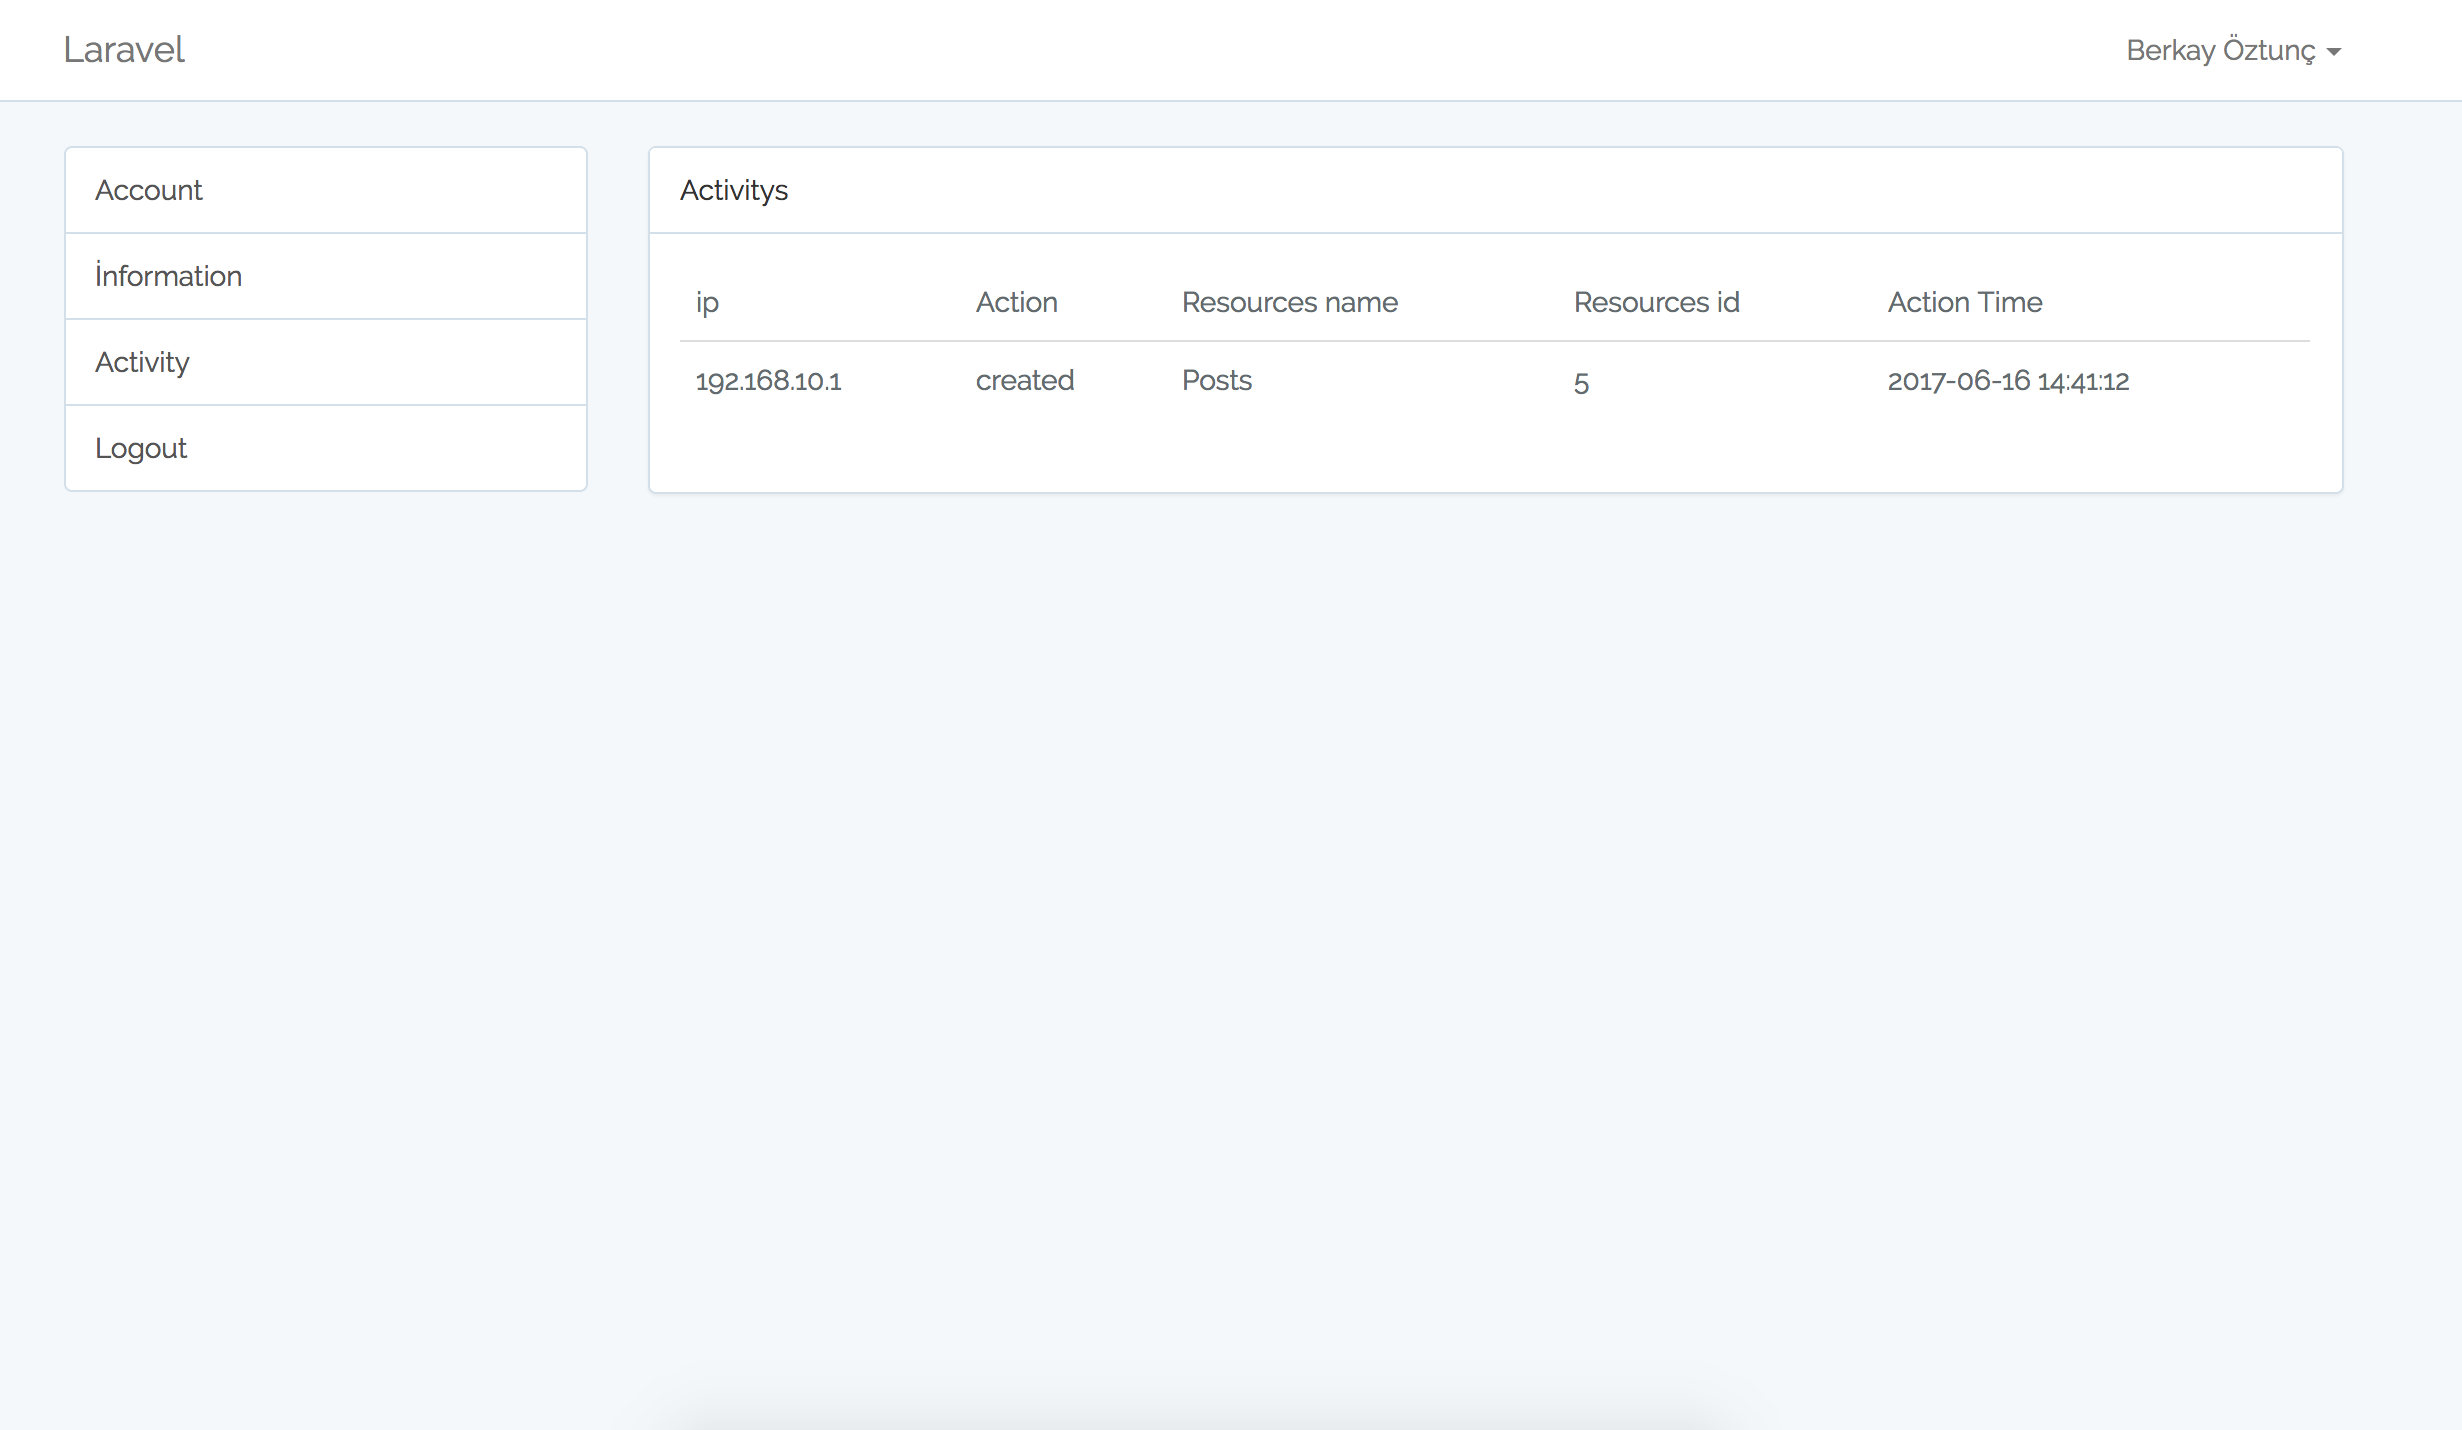 Laravel
Berkay Öztunç
Account
İnformation
Activity
Logout
Activitys
ip Action Resources name Resources id Action Time
192.168.10.1 created Posts 5 2017-06-16 14:41:12